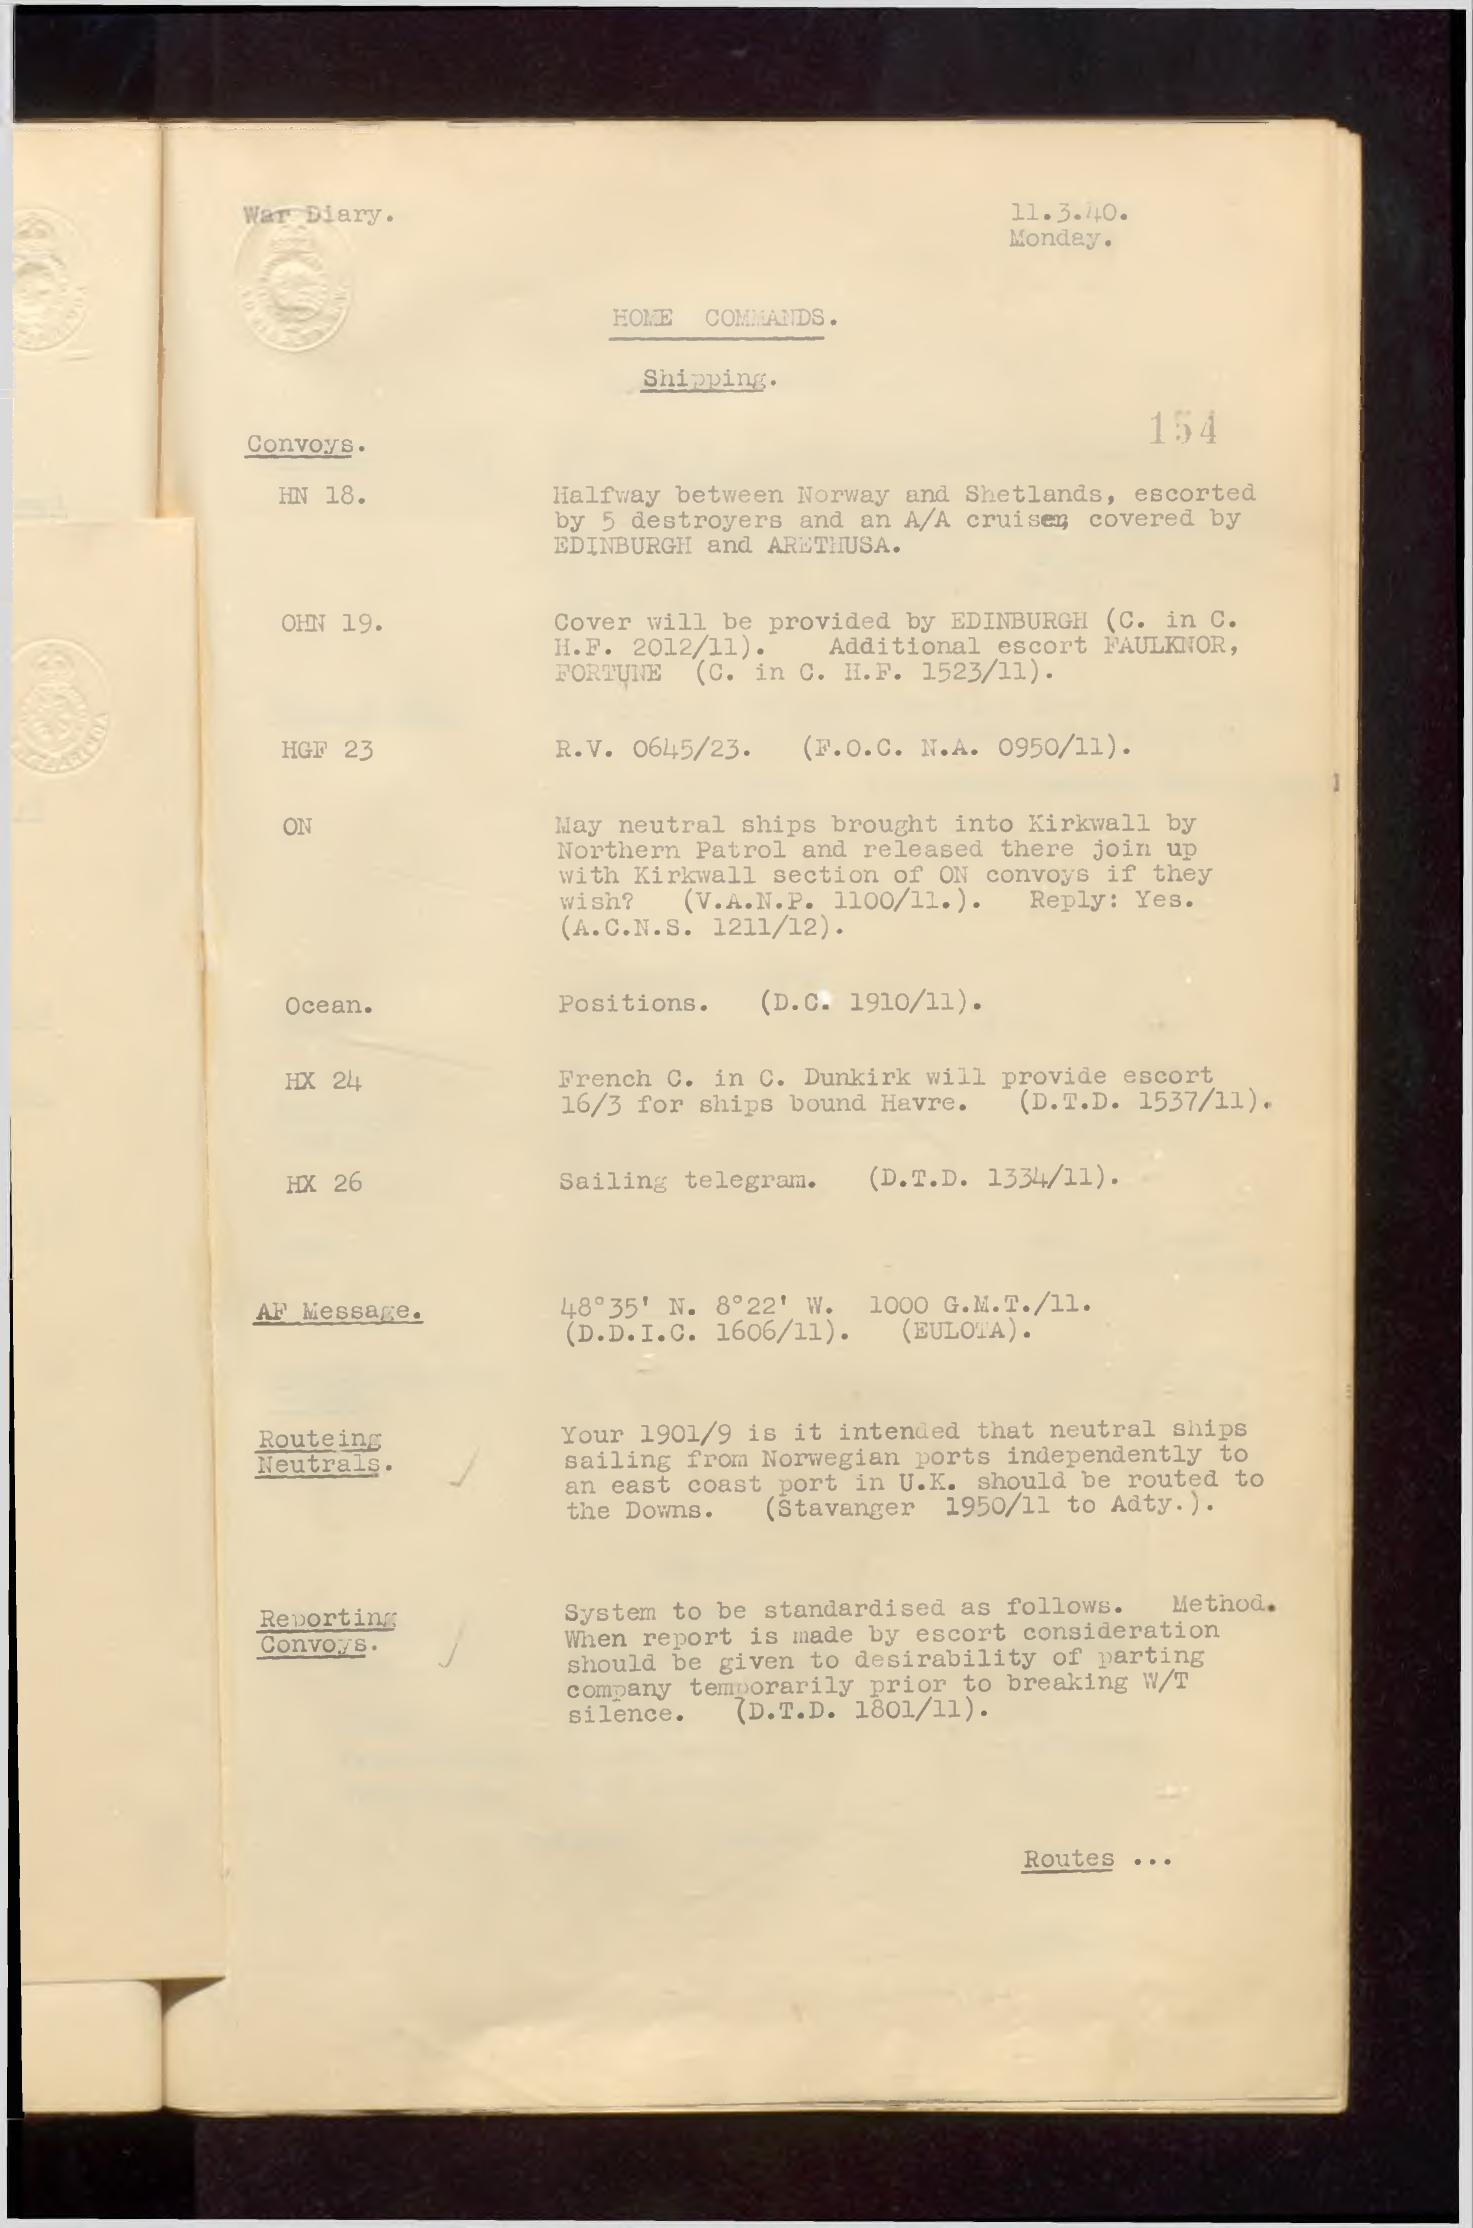 War Diary.
11.3.40.
Monday.
HOME COMMANDS.
Shipping.
154
Convoys.
HN 18.
Halfway between Norway and Shetlands, escorted
by 5 destroyers and an A/A cruiser, covered by
EDINBURGH and ARETHUSA.
OHN 19.
Cover will be provided by EDINBURGH (C. in C.
H.F. 2012/11). Additional escort FAULKNOR,
FORTUNE (C. in C. H.F. 1523/11).
HGF 23
R.V. 0645/23. (F.O.C. N.A. 0950/11).
ON
May neutral ships brought into Kirkwall by
Northern Patrol and released there join up
with Kirkwall section of ON convoys if they
wish? (V.A.N.P. 1100/11.). Reply: Yes.
(A.C.N.S. 1211/12).
Ocean.
Positions. (D.C. 1910/11).
HX 24
French C. in C. Dunkirk will provide escort
16/3 for ships bound Havre. (D.T.D. 1537/11).
HX 26
Sailing telegram. (D.T.D. 1334/11).
AF Message.
48°35' N. 8°22' W. 1000 G.M.T./11.
(D.D.I.C. 1606/11). (EULOTA).
Routeing
Neutrals.
Your 1901/9 is it intended that neutral ships
sailing from Norwegian ports independently to
an east coast port in U.K. should be routed to
the Downs. (Stavanger 1950/11 to Adty.).
Reporting
Convoys.
System to be standardised as follows. Method.
When report is made by escort consideration
should be given to desirability of parting
company temporarily prior to breaking W/T
silence. (D.T.D. 1801/11).
Routes ...